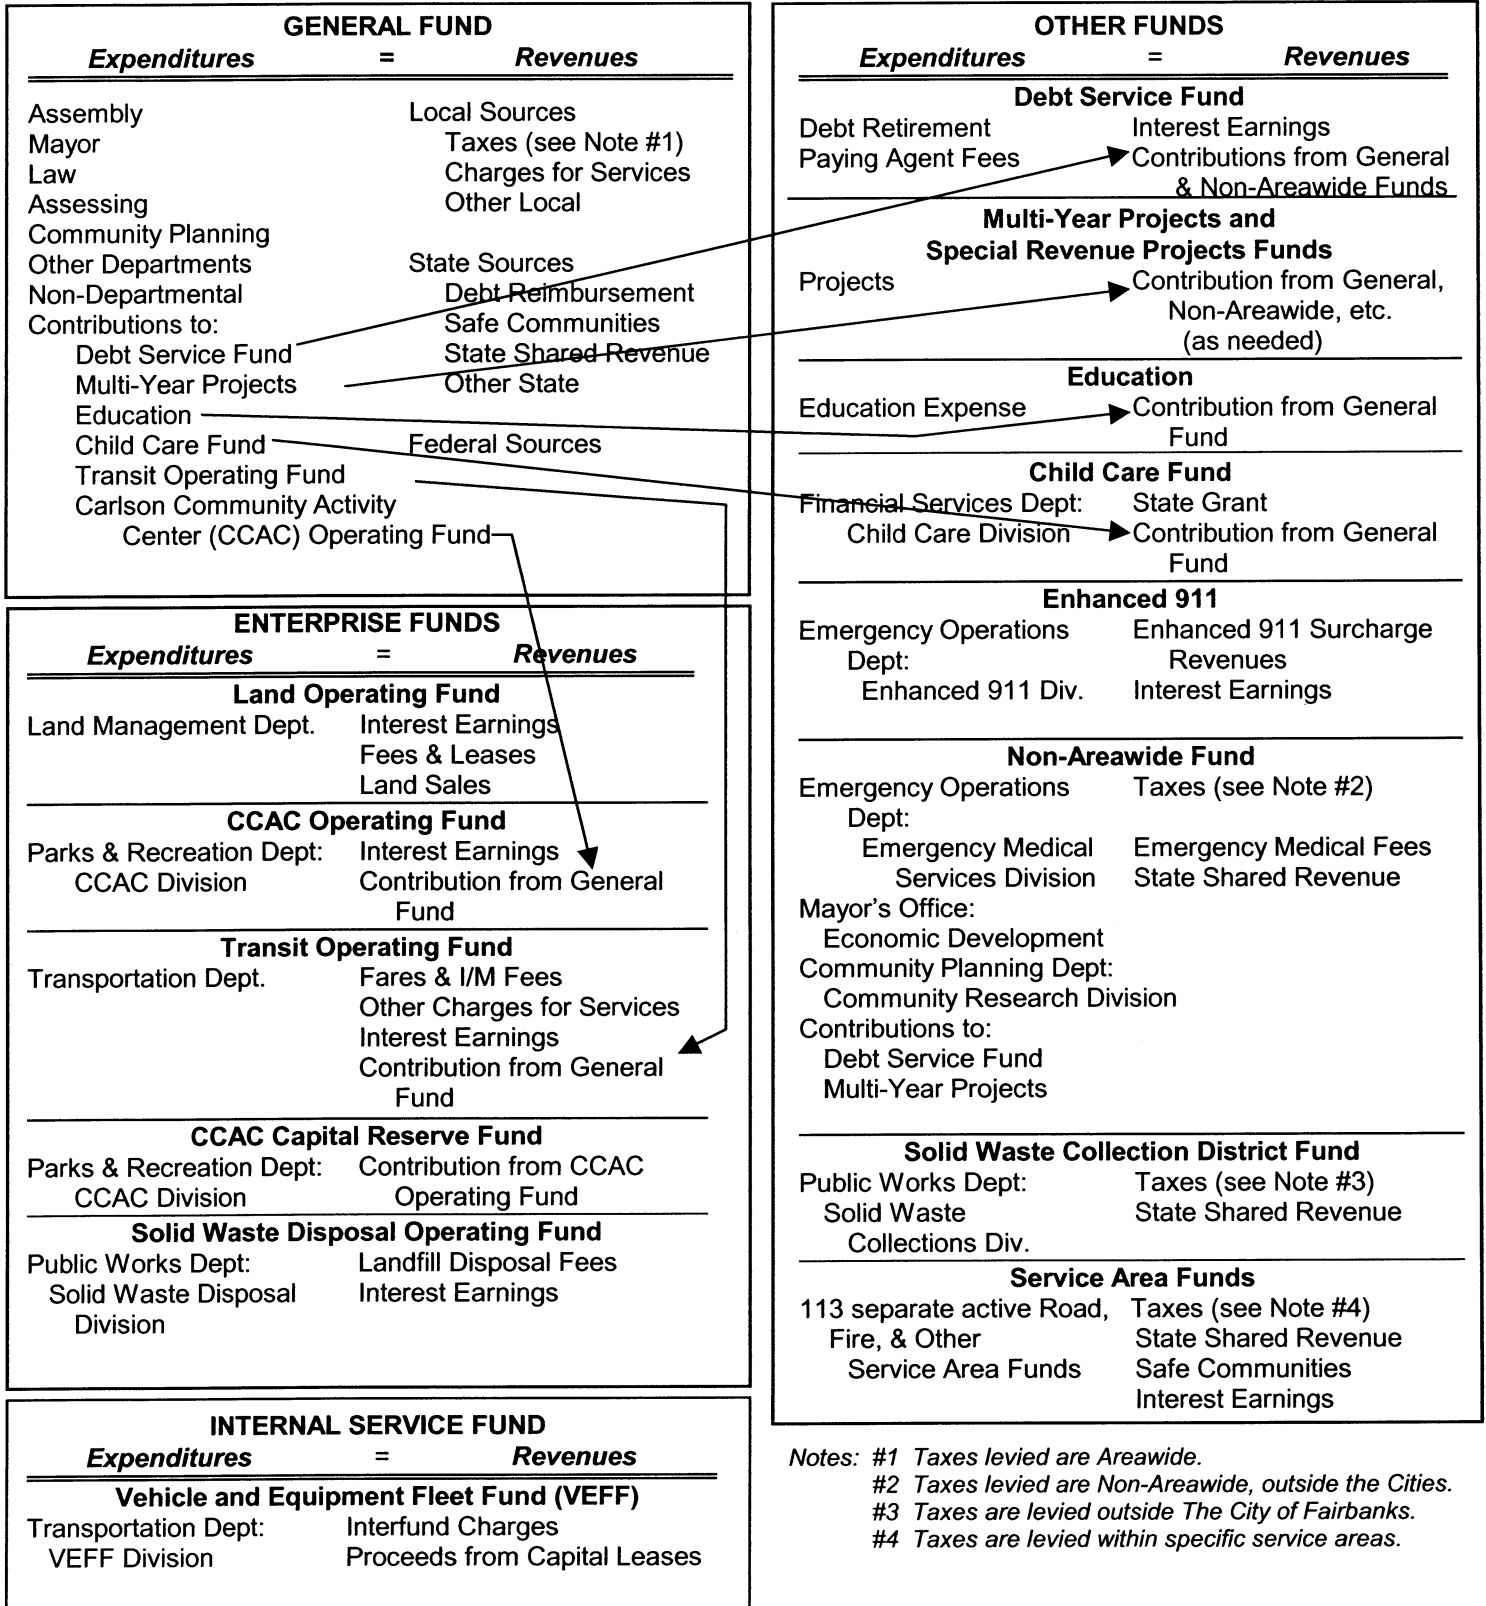 GENERAL FUND
Expenditures = Revenues
Assembly Local Sources
Mayor Taxes (see Note #1)
Law Charges for Services
Assessing Other Local
Community Planning
Other Departments State Sources
Non-Departmental Debt Reimbursement
Contributions to: Safe Communities
Debt Service Fund State Shared Revenue
Multi-Year Projects Other State
Education
Child Care Fund Federal Sources
Transit Operating Fund
Carlson Community Activity
Center (CCAC) Operating Fund
ENTERPRISE FUNDS
Expenditures = Revenues
Land Operating Fund
Land Management Dept. Interest Earnings
Fees & Leases
Land Sales
CCAC Operating Fund
Parks & Recreation Dept: Interest Earnings
CCAC Division Contribution from General
Fund
Transit Operating Fund
Transportation Dept. Fares & I/M Fees
Other Charges for Services
Interest Earnings
Contribution from General
Fund
CCAC Capital Reserve Fund
Parks & Recreation Dept: Contribution from CCAC
CCAC Division Operating Fund
Solid Waste Disposal Operating Fund
Public Works Dept: Landfill Disposal Fees
Solid Waste Disposal Interest Earnings
Division
INTERNAL SERVICE FUND
Expenditures = Revenues
Vehicle and Equipment Fleet Fund (VEFF)
Transportation Dept: Interfund Charges
VEFF Division Proceeds from Capital Leases
OTHER FUNDS
Expenditures = Revenues
Debt Service Fund
Debt Retirement Interest Earnings
Paying Agent Fees Contributions from General
& Non-Areawide Funds
Multi-Year Projects and
Special Revenue Projects Funds
Projects Contribution from General,
Non-Areawide, etc.
(as needed)
Education
Education Expense Contribution from General
Fund
Child Care Fund
Financial Services Dept: State Grant
Child Care Division Contribution from General
Fund
Enhanced 911
Emergency Operations Enhanced 911 Surcharge
Dept: Revenues
Enhanced 911 Div. Interest Earnings
Non-Areawide Fund
Emergency Operations Taxes (see Note #2)
Dept:
Emergency Medical Emergency Medical Fees
Services Division State Shared Revenue
Mayor's Office:
Economic Development
Community Planning Dept:
Community Research Division
Contributions to:
Debt Service Fund
Multi-Year Projects
Solid Waste Collection District Fund
Public Works Dept: Taxes (see Note #3)
Solid Waste State Shared Revenue
Collections Div.
Service Area Funds
113 separate active Road, Taxes (see Note #4)
Fire, & Other State Shared Revenue
Service Area Funds Safe Communities
Interest Earnings
Notes: #1 Taxes levied are Areawide.
#2 Taxes levied are Non-Areawide, outside the Cities.
#3 Taxes are levied outside The City of Fairbanks.
#4 Taxes are levied within specific service areas.